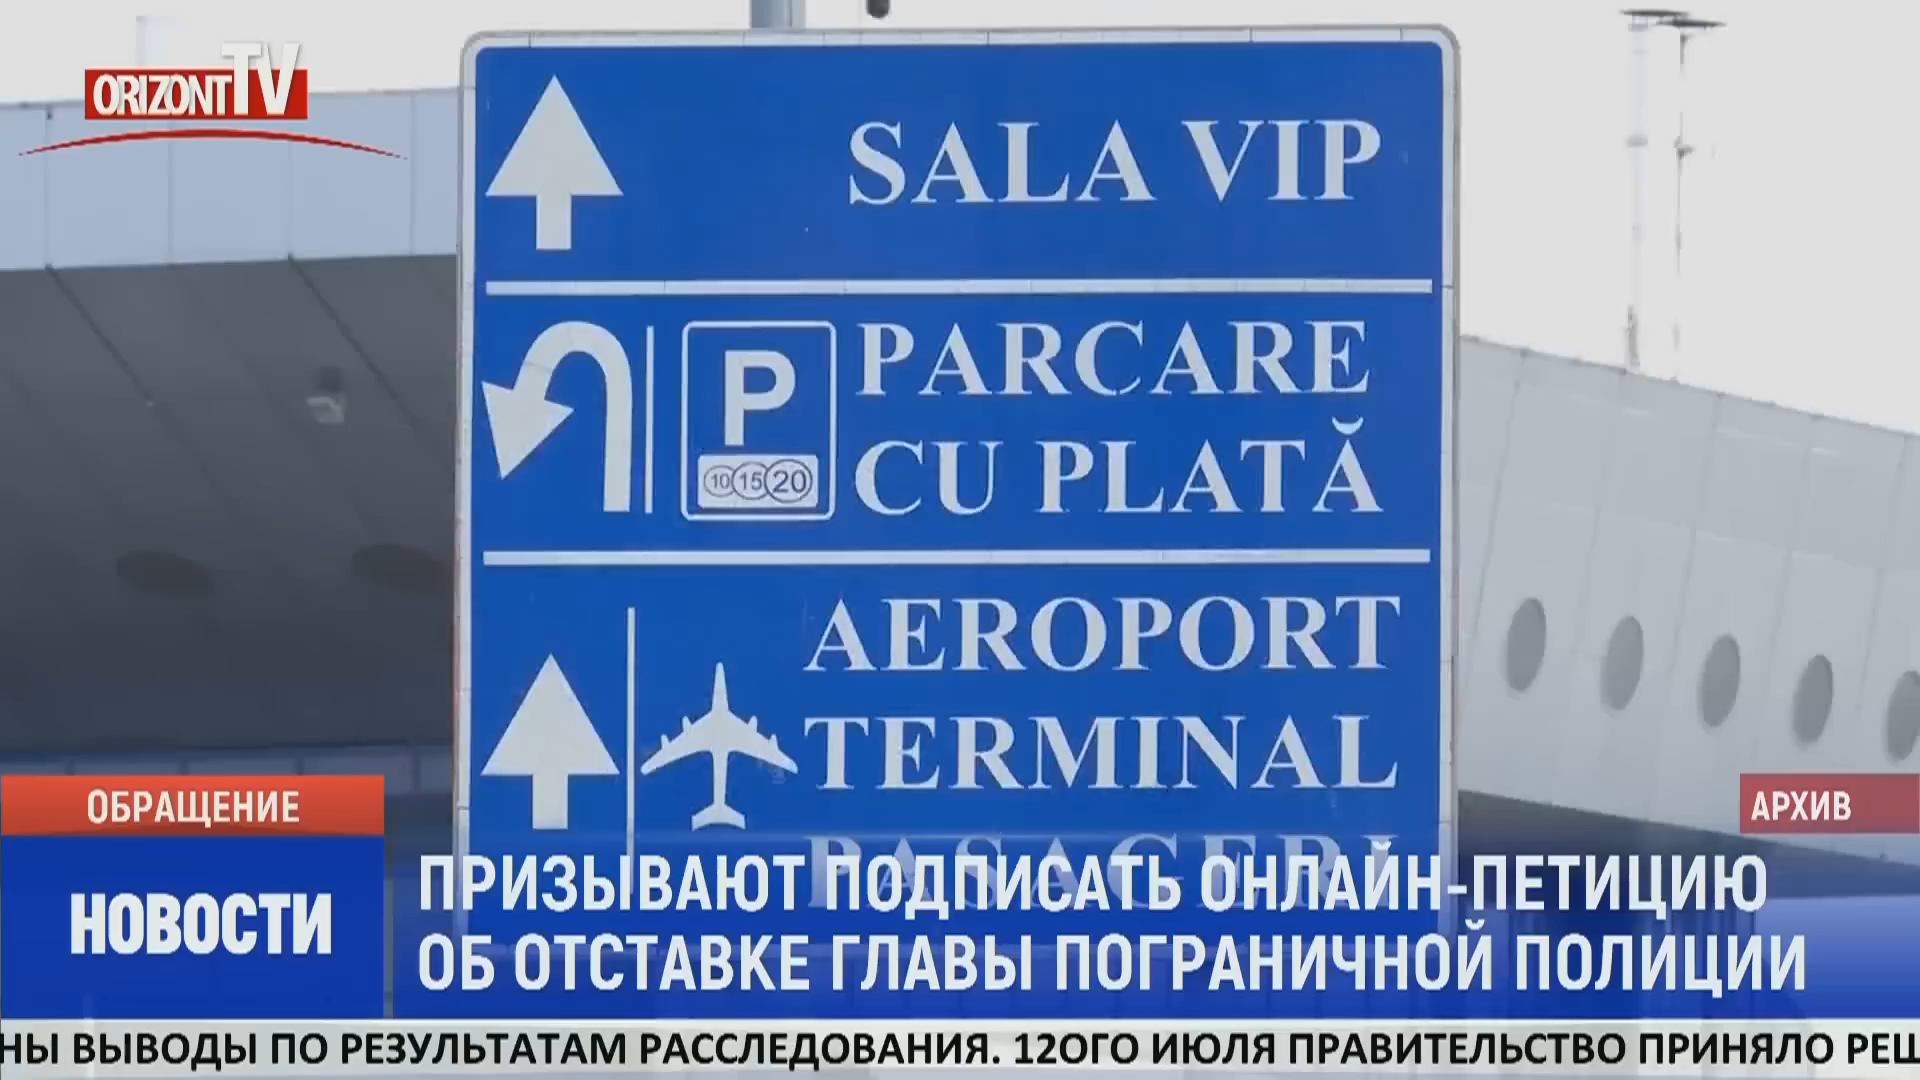 ORIZONT TV
SALA VIP
P
10 15 20
PARCARE
CU PLATĂ
AEROPORT
TERMINAL
PASAGERI
ОБРАЩЕНИЕ
АРХИВ
НОВОСТИ
ПРИЗЫВАЮТ ПОДПИСАТЬ ОНЛАЙН-ПЕТИЦИЮ
ОБ ОТСТАВКЕ ГЛАВЫ ПОГРАНИЧНОЙ ПОЛИЦИИ
НЫ ВЫВОДЫ ПО РЕЗУЛЬТАТАМ РАССЛЕДОВАНИЯ. 12ОГО ИЮЛЯ ПРАВИТЕЛЬСТВО ПРИНЯЛО РЕШ